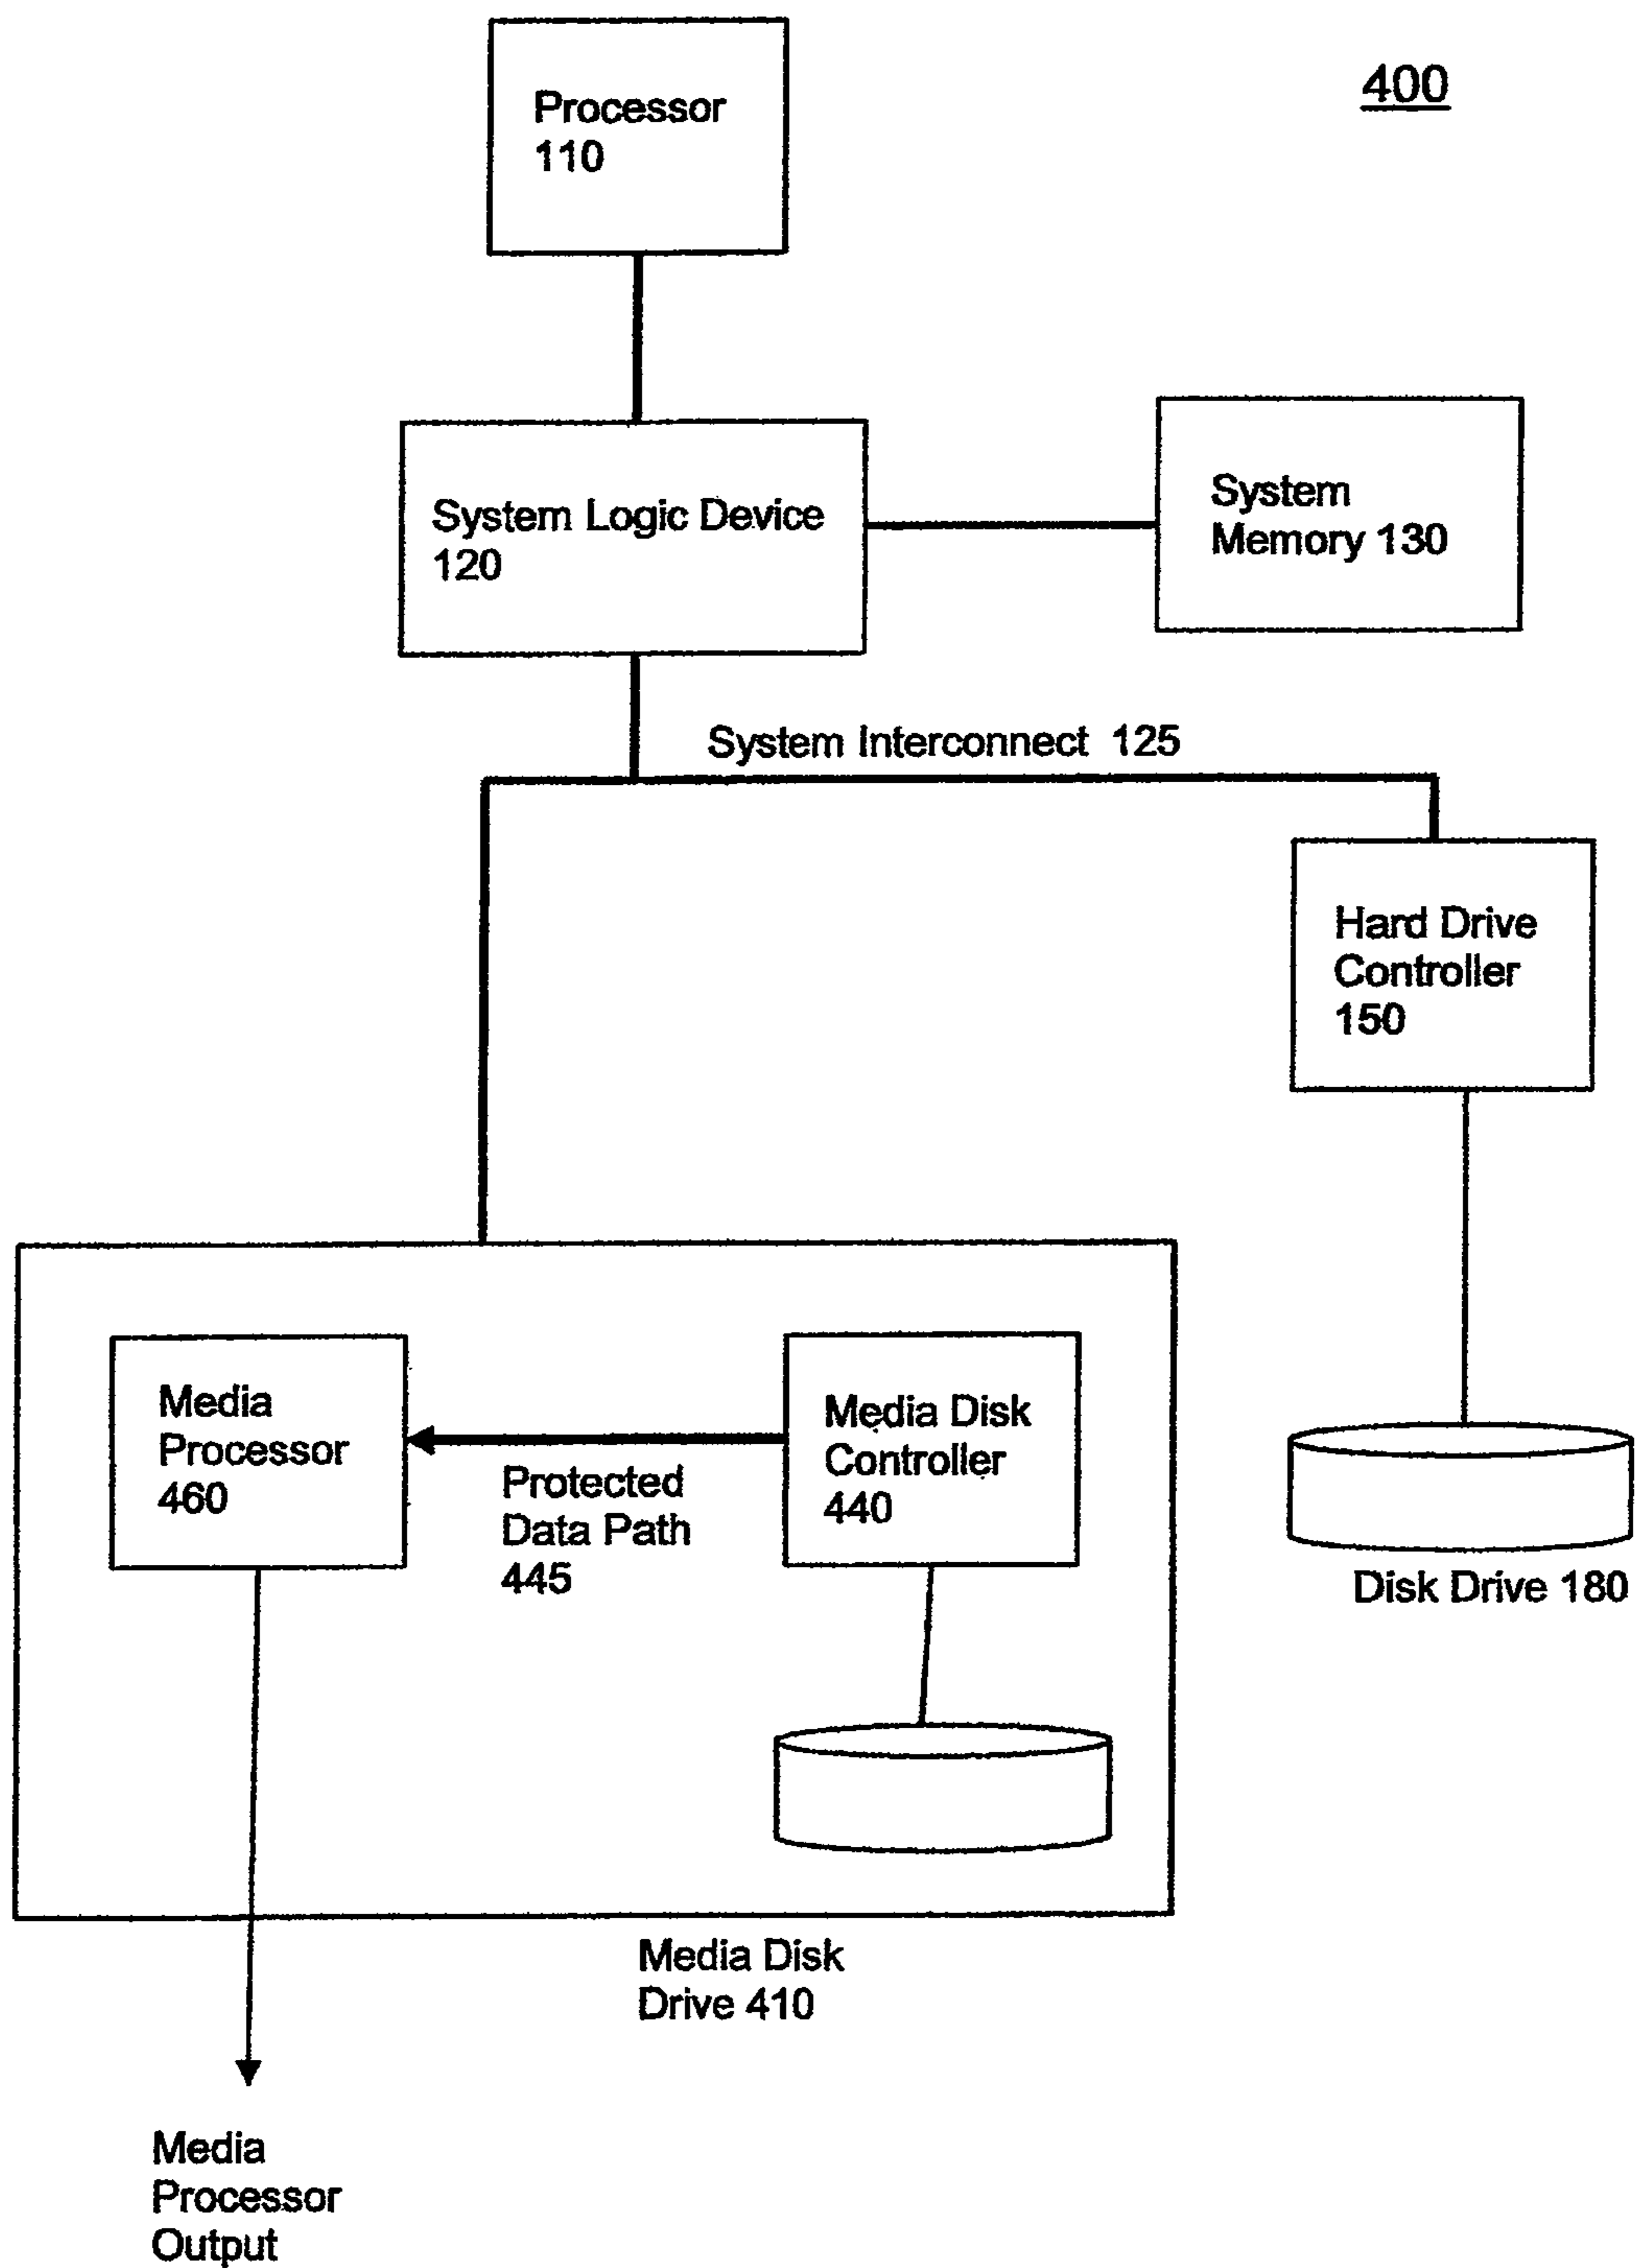 400
Processor
110
System Logic Device
120
System
Memory 130
System Interconnect 125
Hard Drive
Controller
150
Media
Processor
460
Protected
Data Path
445
Media Disk
Controller
440
Disk Drive 180
Media Disk
Drive 410
Media
Processor
Output